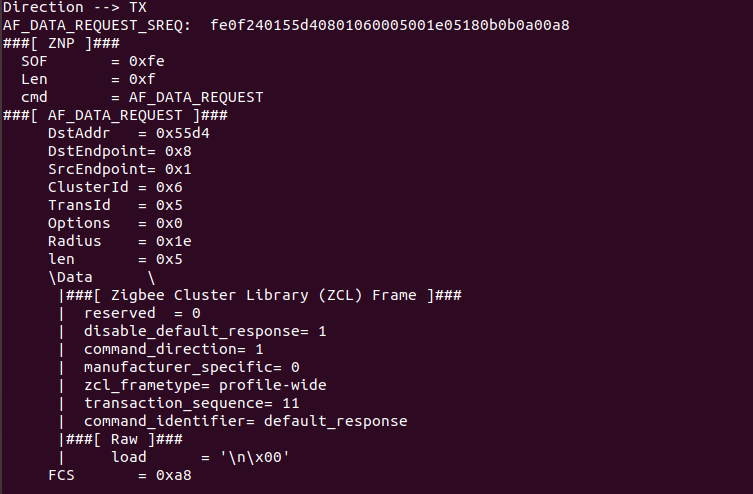 Direction --> TX
AF_DATA_REQUEST_SREQ:  fe0f240155d40801060005001e05180b0b0a00a8
###[ ZNP ]###
  SOF       = 0xfe
  Len       = 0xf
  cmd       = AF_DATA_REQUEST
###[ AF_DATA_REQUEST ]###
     DstAddr   = 0x55d4
     DstEndpoint= 0x8
     SrcEndpoint= 0x1
     ClusterId = 0x6
     TransId   = 0x5
     Options   = 0x0
     Radius    = 0x1e
     len       = 0x5
     \Data      \
      |###[ Zigbee Cluster Library (ZCL) Frame ]###
      |  reserved  = 0
      |  disable_default_response= 1
      |  command_direction= 1
      |  manufacturer_specific= 0
      |  zcl_frametype= profile-wide
      |  transaction_sequence= 11
      |  command_identifier= default_response
      |###[ Raw ]###
      |     load      = '\n\x00'
     FCS       = 0xa8